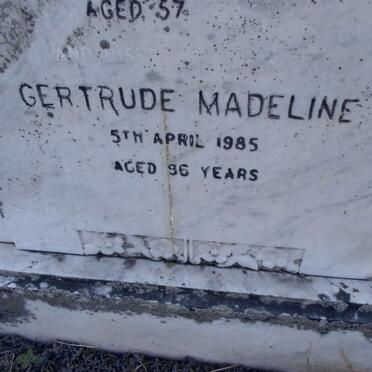 AGED 57
GERTRUDE MADELINE
5TH APRIL 1985
AGED 96 YEARS